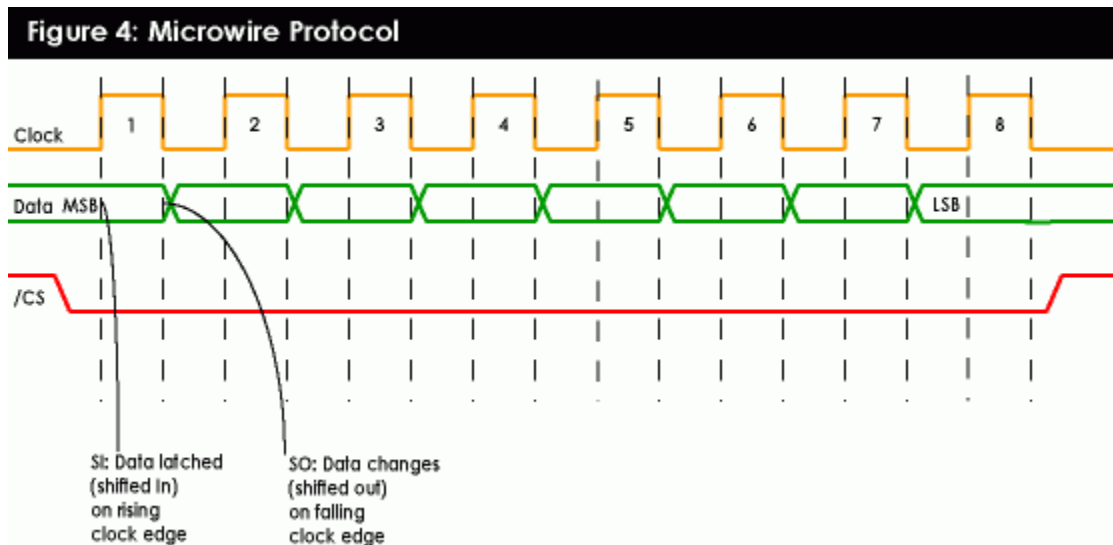 Figure 4: Microwire Protocol
Clock 1 2 3 4 5 6 7 8
Data MSB LSB
/CS
SI: Data latched
(shifted in)
on rising
clock edge
SO: Data changes
(shifted out)
on falling
clock edge